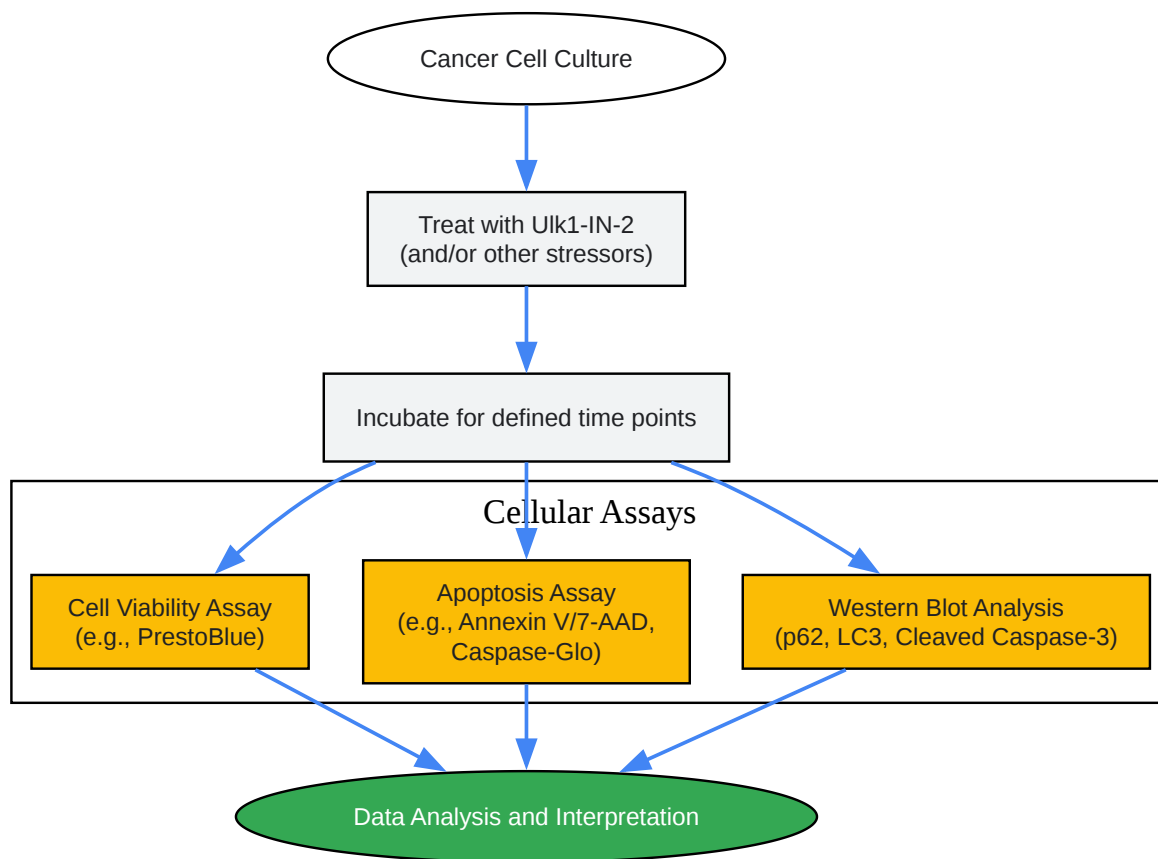 Cancer Cell Culture
Treat with Ulk1-IN-2
(and/or other stressors)
Incubate for defined time points
Cellular Assays
Cell Viability Assay
(e.g., PrestoBlue)
Apoptosis Assay
(e.g., Annexin V/7-AAD,
Caspase-Glo)
Western Blot Analysis
(p62, LC3, Cleaved Caspase-3)
Data Analysis and Interpretation